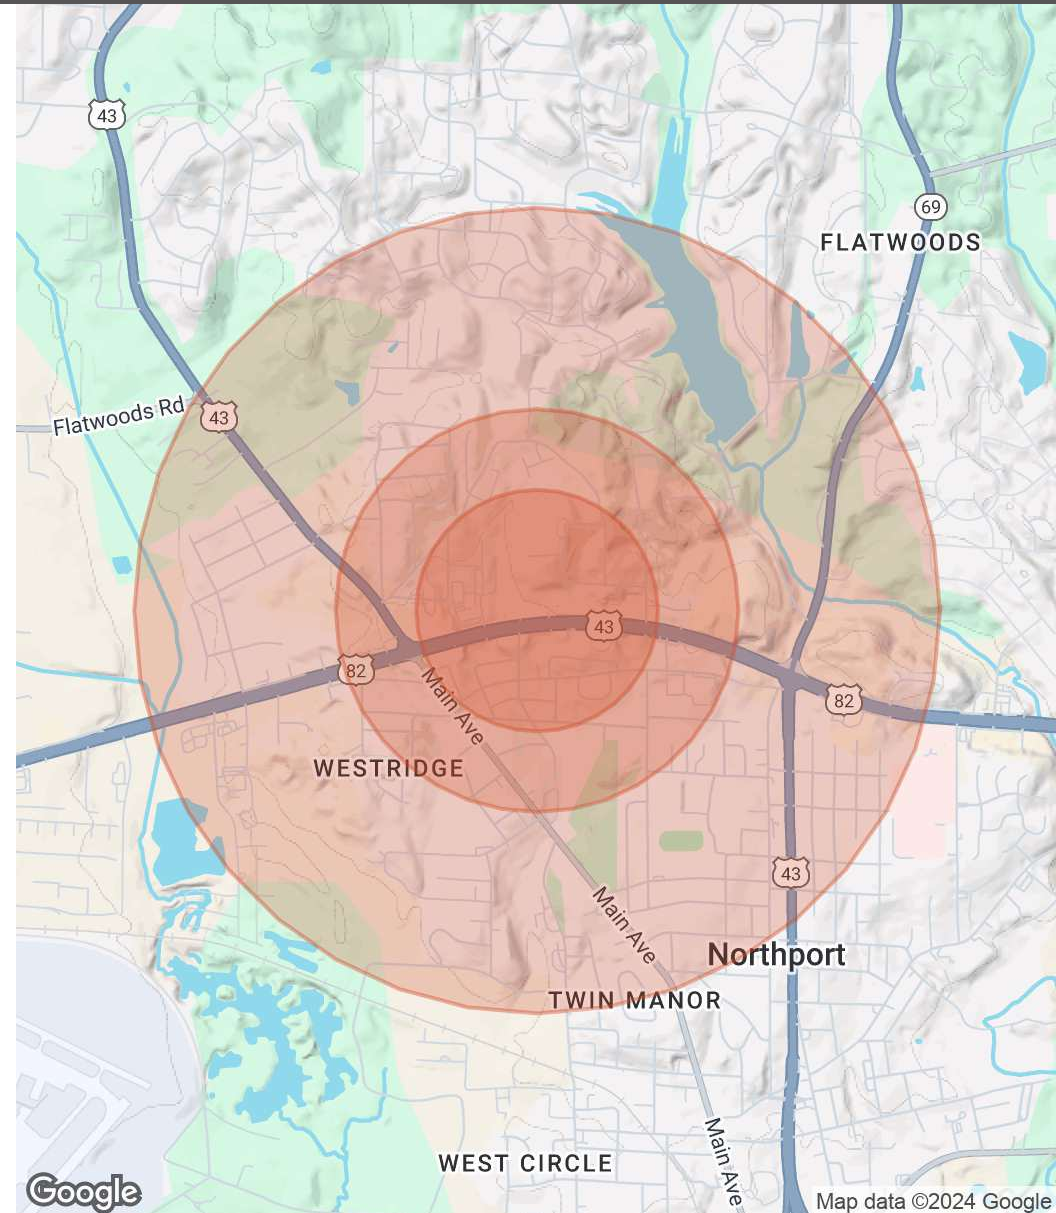 43
69
FLATWOODS
Flatwoods Rd
43
43
82
Main Ave
82
WESTRIDGE
43
Main Ave
Northport
TWIN MANOR
Main Ave
WEST CIRCLE
Google
Map data ©2024 Google